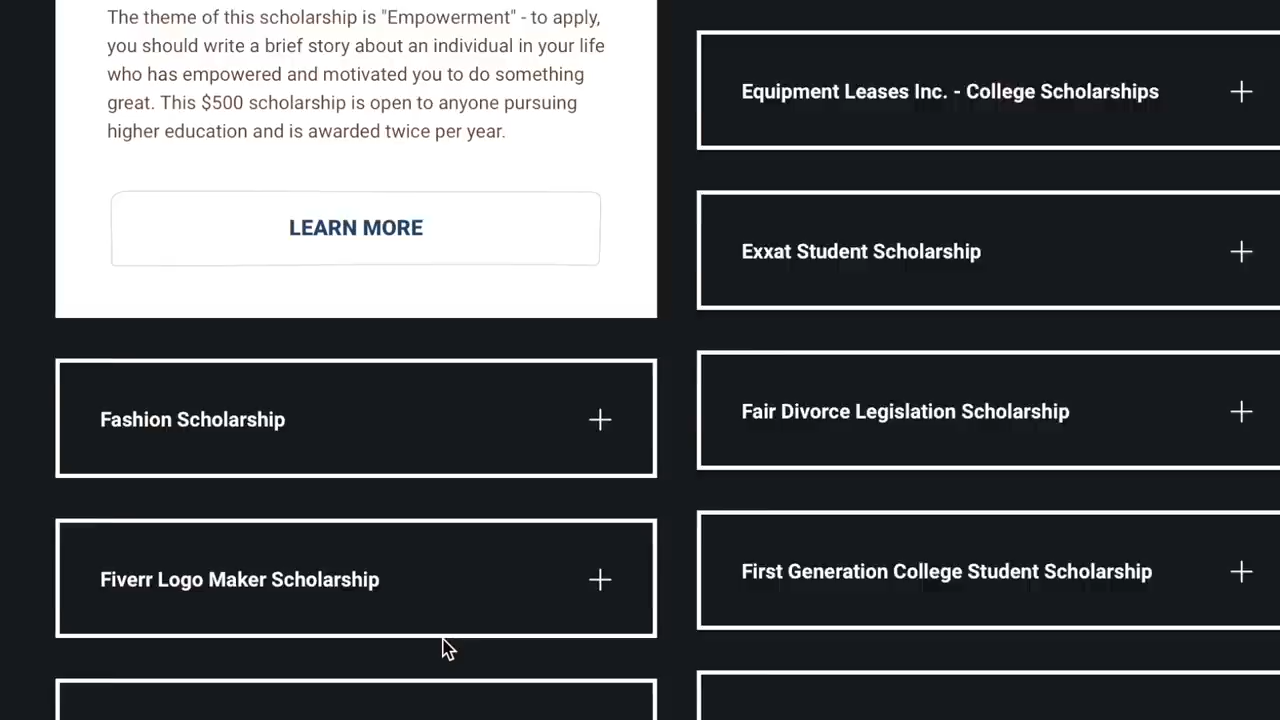 The theme of this scholarship is "Empowerment" - to apply,
you should write a brief story about an individual in your life
who has empowered and motivated you to do something
great. This $500 scholarship is open to anyone pursuing
higher education and is awarded twice per year.
LEARN MORE
Fashion Scholarship
Fiverr Logo Maker Scholarship
Equipment Leases Inc. - College Scholarships
Exxat Student Scholarship
Fair Divorce Legislation Scholarship
First Generation College Student Scholarship